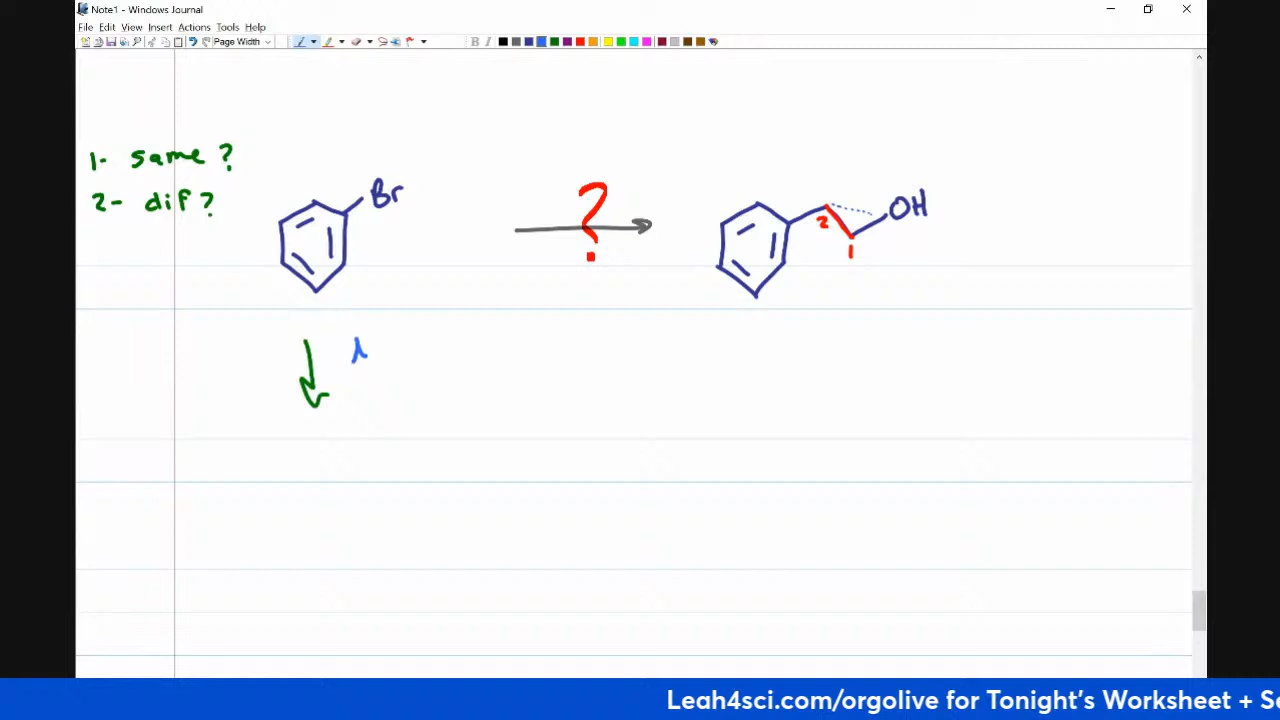 Note1 - Windows Journal
File Edit View Insert Actions Tools Help
Page Width
B I
1- same ?
2- dif ?
Br
?
OH
2
1
Leah4sci.com/orgolive for Tonight's Worksheet + S